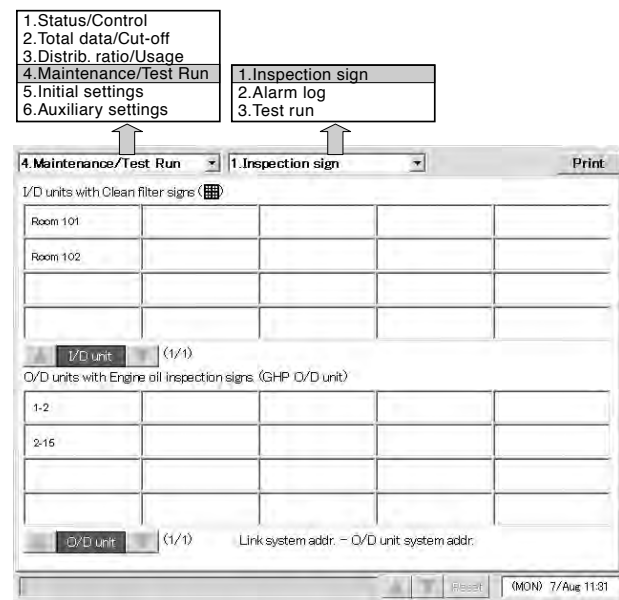 1.Status/Control
2.Total data/Cut-off
3.Distrib. ratio/Usage
4.Maintenance/Test Run
5.Initial settings
6.Auxiliary settings
1.Inspection sign
2.Alarm log
3.Test run
4.Maintenance/Test Run 1.Inspection sign Print
I/D units with Clean filter signs ( )
Room 101
Room 102
I/D unit (1/1)
O/D units with Engine oil inspection signs (GHP O/D unit)
1-2
2-15
O/D unit (1/1) Link system addr. - O/D unit system addr.
Reset (MON) 7/Aug 11:31